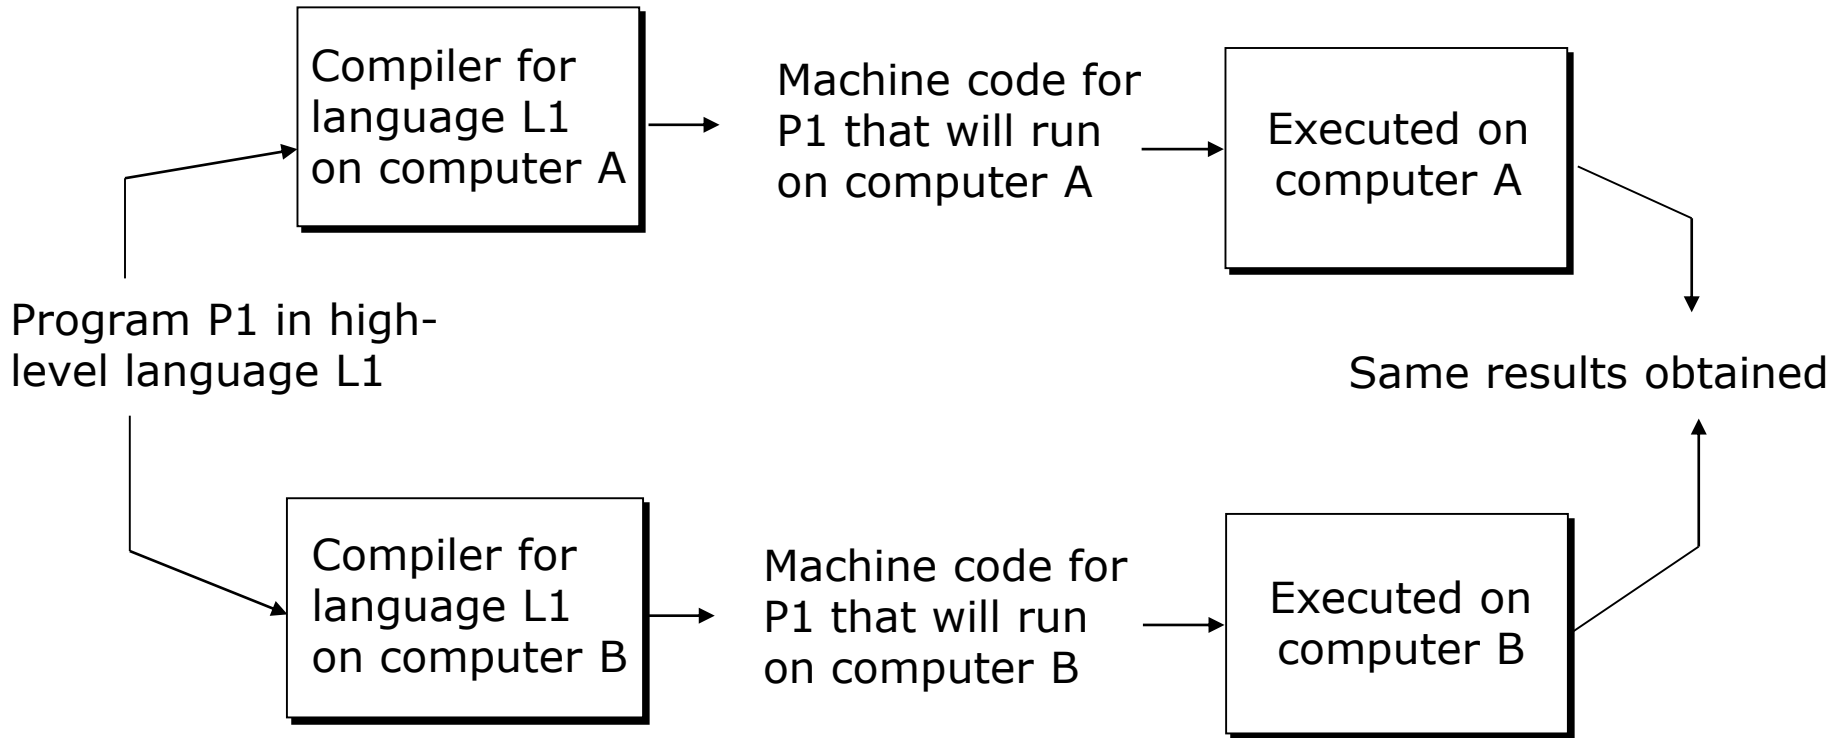 Compiler for
language L1
on computer A
Machine code for
P1 that will run
on computer A
Executed on
computer A
Program P1 in high-
level language L1
Same results obtained
Compiler for
language L1
on computer B
Machine code for
P1 that will run
on computer B
Executed on
computer B